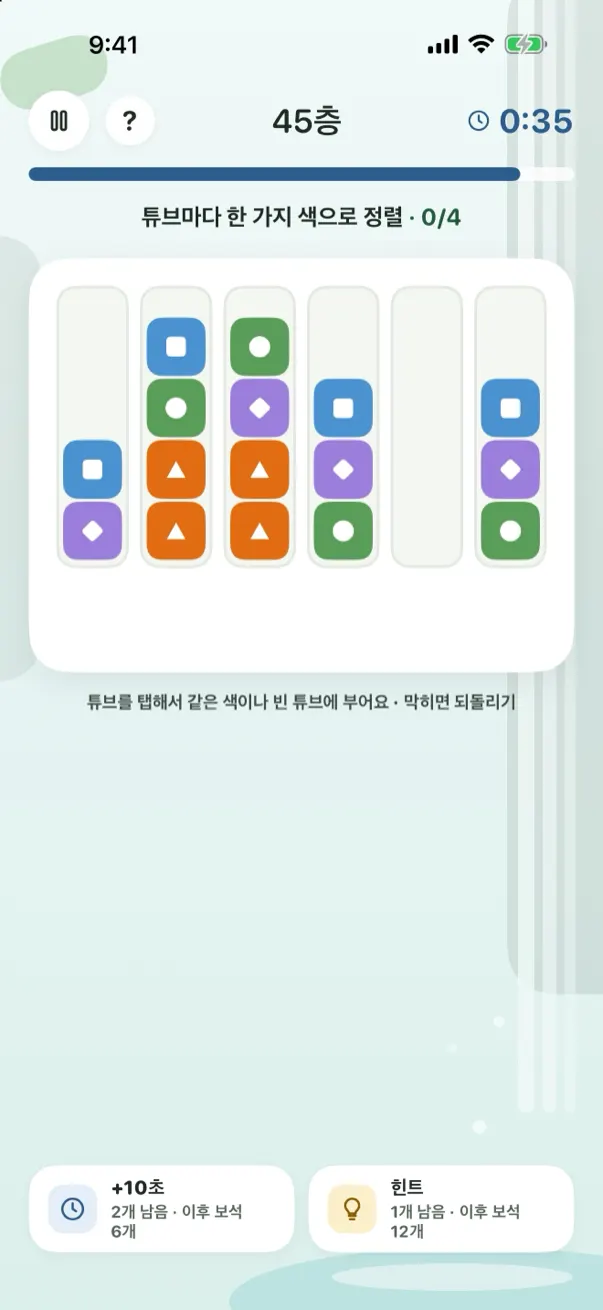 9:41
?
45층
0:35
튜브마다 한 가지 색으로 정렬 · 0/4
튜브를 탭해서 같은 색이나 빈 튜브에 부어요 · 막히면 되돌리기
+10초
2개 남음 · 이후 보석
6개
힌트
1개 남음 · 이후 보석
12개